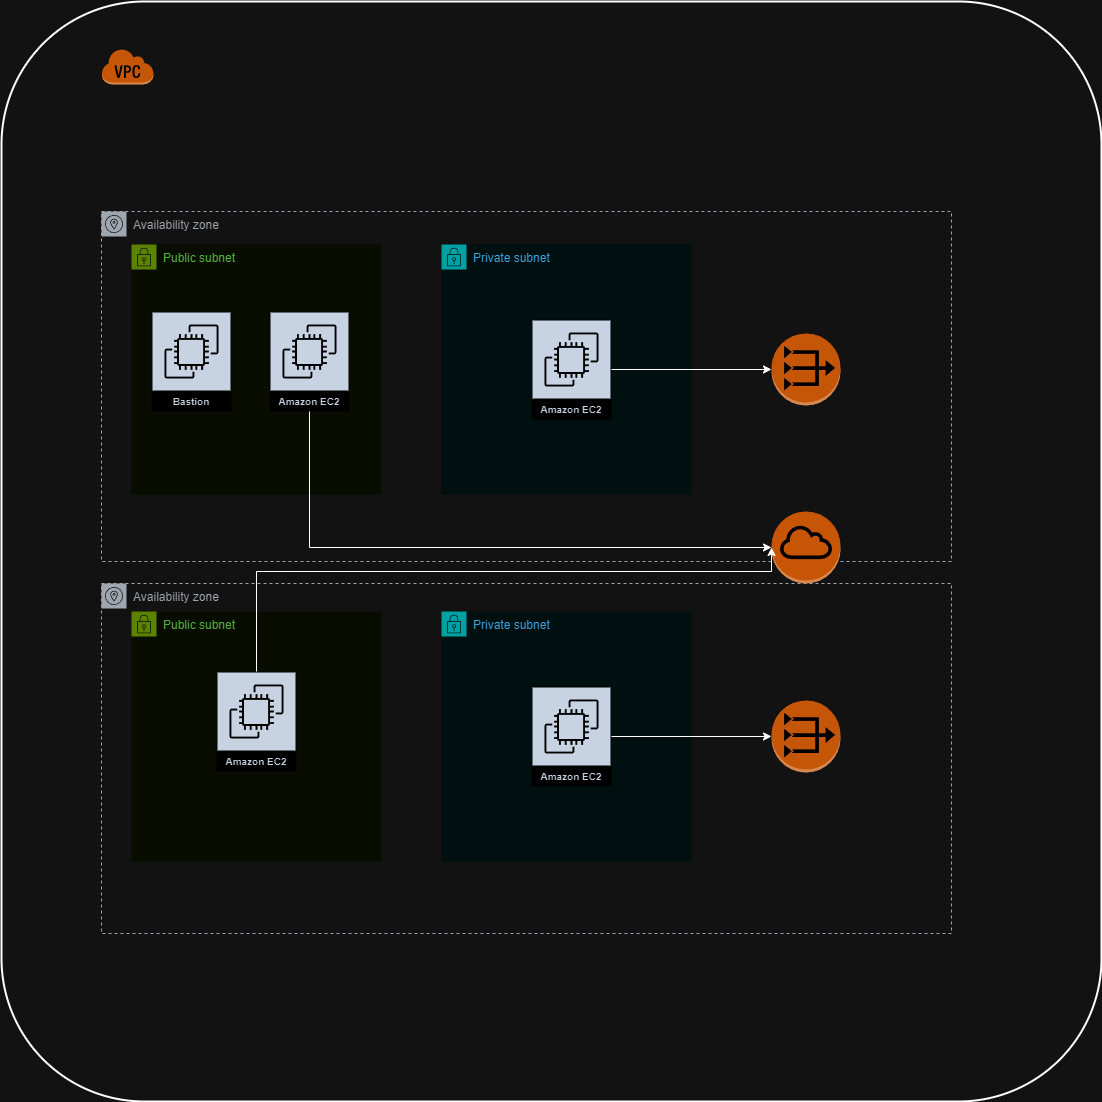 VPC
Availability zone
Public subnet
Private subnet
Bastion
Amazon EC2
Amazon EC2
Availability zone
Public subnet
Private subnet
Amazon EC2
Amazon EC2